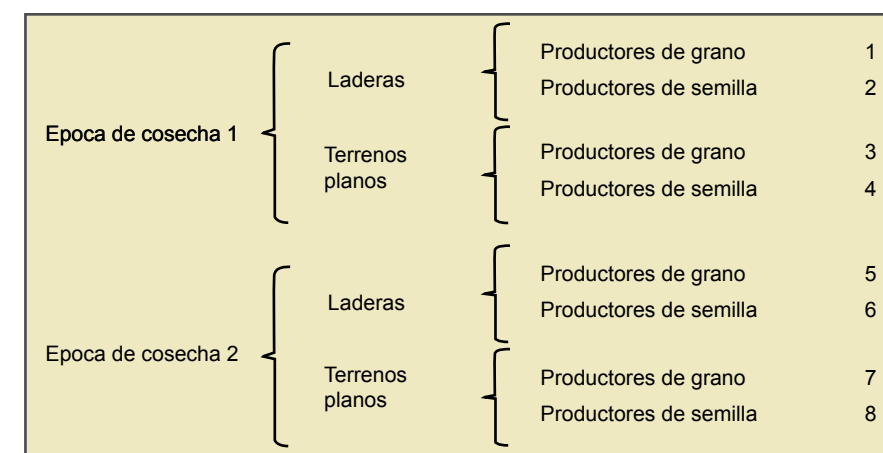 Epoca de cosecha 1
Laderas
Productores de grano 1
Productores de semilla 2
Terrenos
planos
Productores de grano 3
Productores de semilla 4
Epoca de cosecha 2
Laderas
Productores de grano 5
Productores de semilla 6
Terrenos
planos
Productores de grano 7
Productores de semilla 8